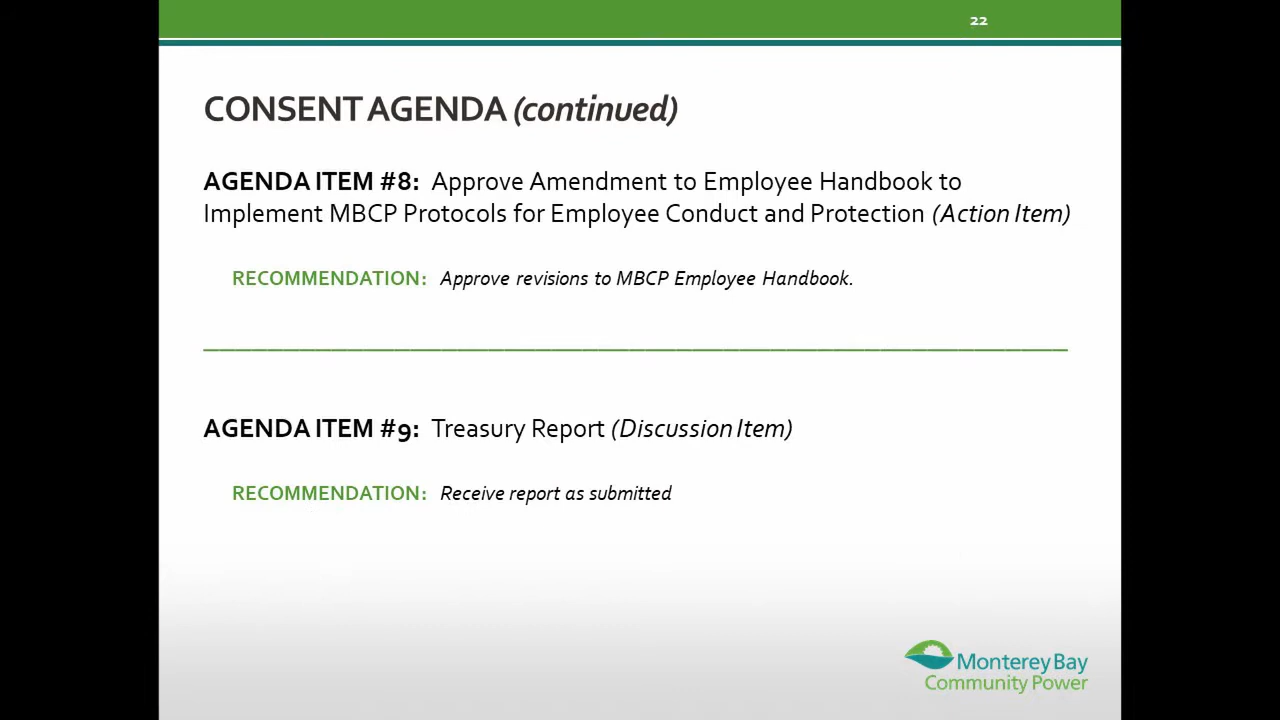 22
CONSENT AGENDA (continued)
AGENDA ITEM #8: Approve Amendment to Employee Handbook to
Implement MBCP Protocols for Employee Conduct and Protection (Action Item)
RECOMMENDATION: Approve revisions to MBCP Employee Handbook.
AGENDA ITEM #9: Treasury Report (Discussion Item)
RECOMMENDATION: Receive report as submitted
Monterey Bay
Community Power